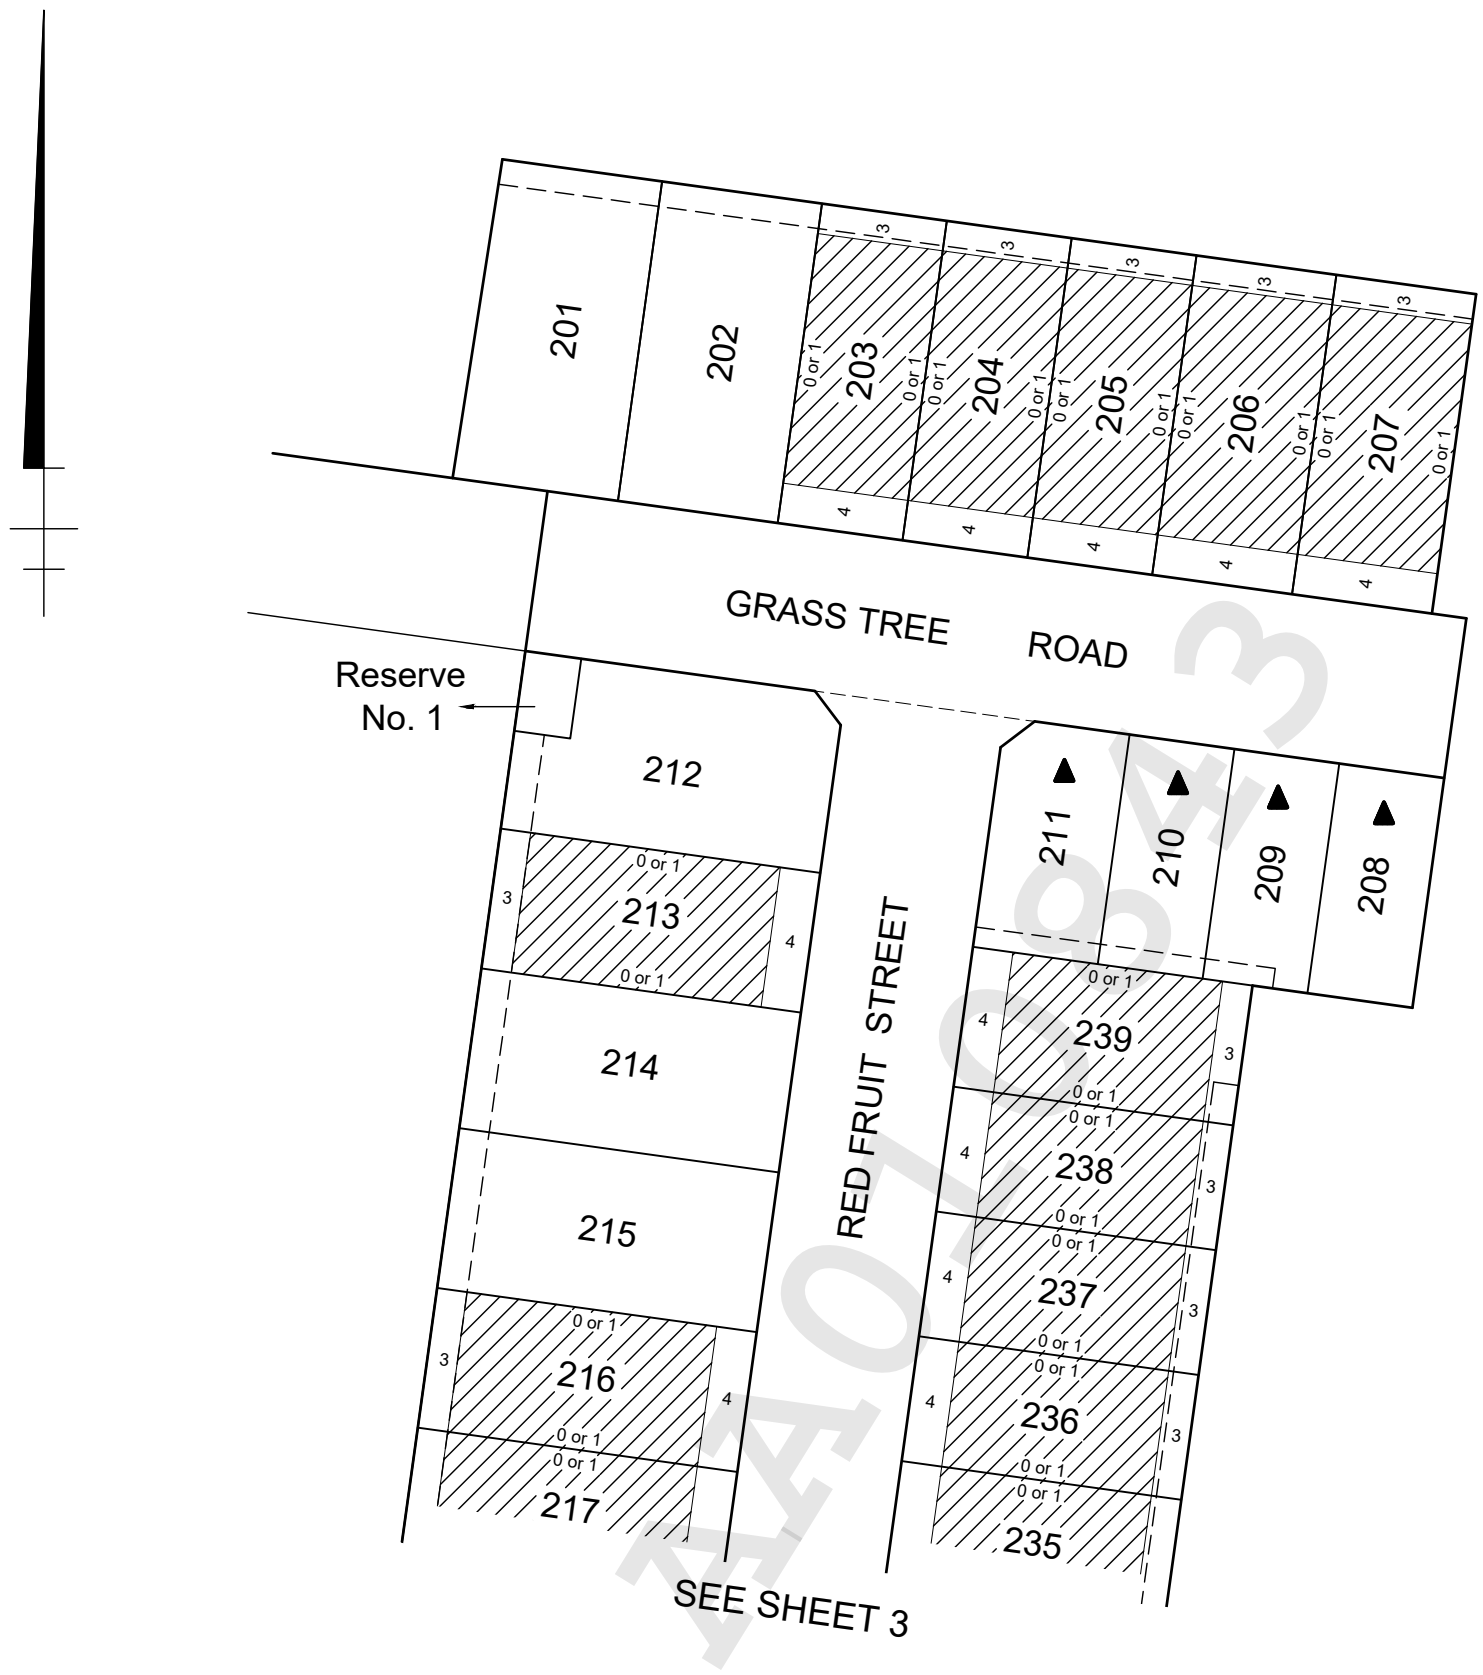 3
3
3
3
3
201
202
0 or 1
203
0 or 1
0 or 1
204
0 or 1
0 or 1
205
0 or 1
0 or 1
206
0 or 1
0 or 1
207
0 or 1
4
4
4
4
4
GRASS TREE ROAD
Reserve
No. 1
212
211
210
209
208
0 or 1
3
213
4
0 or 1
214
215
RED FRUIT STREET
0 or 1
4
239
3
0 or 1
0 or 1
4
238
3
0 or 1
0 or 1
4
237
3
0 or 1
0 or 1
4
236
3
0 or 1
0 or 1
235
0 or 1
3
216
4
0 or 1
0 or 1
217
SEE SHEET 3
AA010843